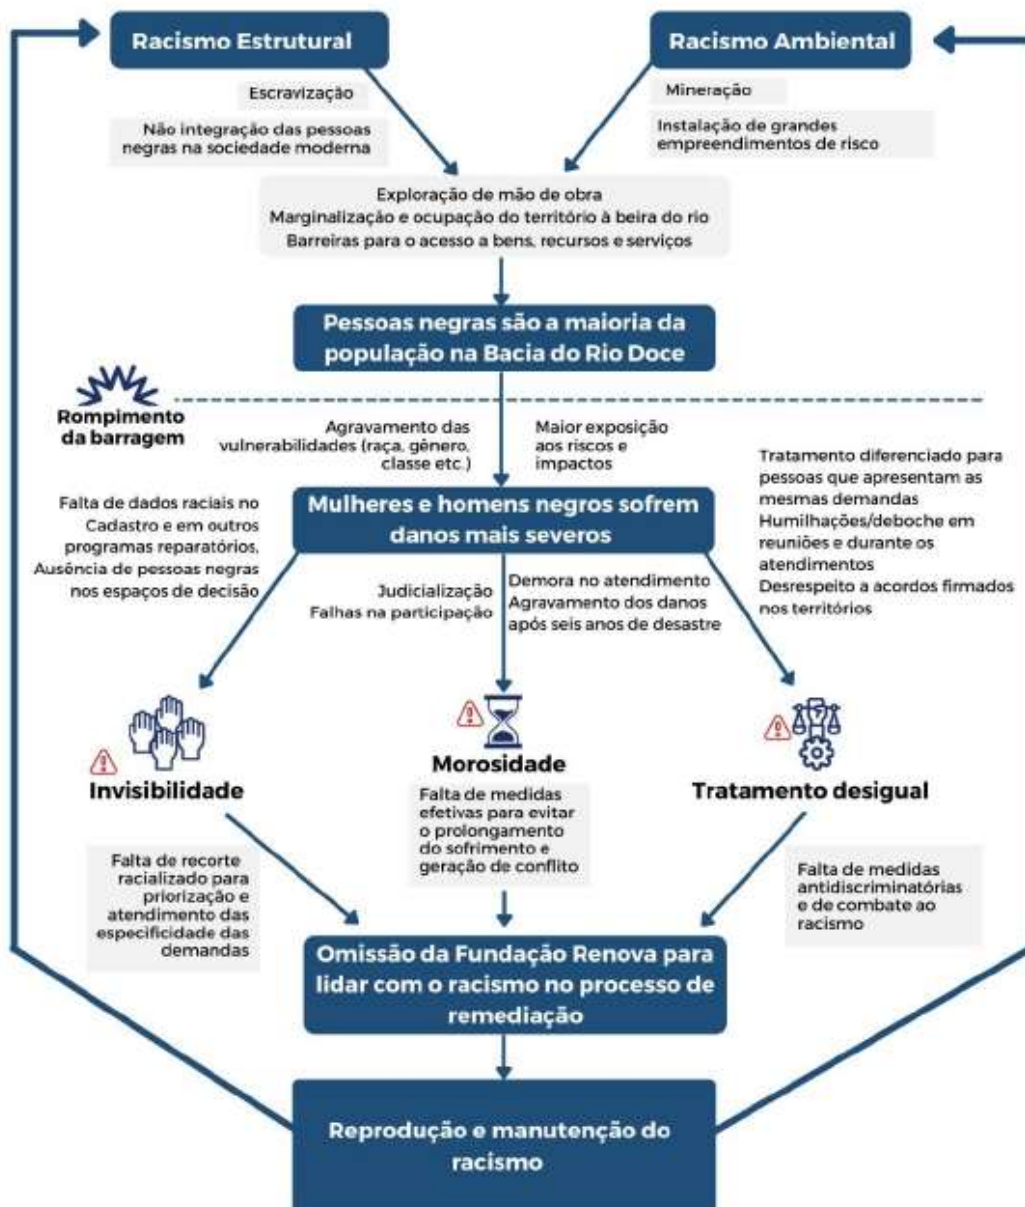 Racismo Estrutural
Racismo Ambiental
Escravização
Não integração das pessoas
negras na sociedade moderna
Mineração
Instalação de grandes
empreendimentos de risco
Exploração de mão de obra
Marginalização e ocupação do território à beira do rio
Barreiras para o acesso a bens, recursos e serviços
Pessoas negras são a maioria da
população na Bacia do Rio Doce
Rompimento
da barragem
Agravamento das
vulnerabilidades (raça, gênero,
classe etc.)
Maior exposição
aos riscos e
impactos
Falta de dados raciais no
Cadastro e em outros
programas reparatórios,
Ausência de pessoas negras
nos espaços de decisão
Mulheres e homens negros sofrem
danos mais severos
Tratamento diferenciado para
pessoas que apresentam as
mesmas demandas
Humilhações/deboche em
reuniões e durante os
atendimentos
Desrespeito a acordos firmados
nos territórios
Judicialização
Falhas na participação
Demora no atendimento
Agravamento dos danos
após seis anos de desastre
Invisibilidade
Morosidade
Tratamento desigual
Falta de recorte
racializado para
priorização e
atendimento das
especificidade das
demandas
Falta de medidas
efetivas para evitar
o prolongamento
do sofrimento e
geração de conflito
Falta de medidas
antidiscriminatórias
e de combate ao
racismo
Omissão da Fundação Renova para
lidar com o racismo no processo de
remediação
Reprodução e manutenção do
racismo